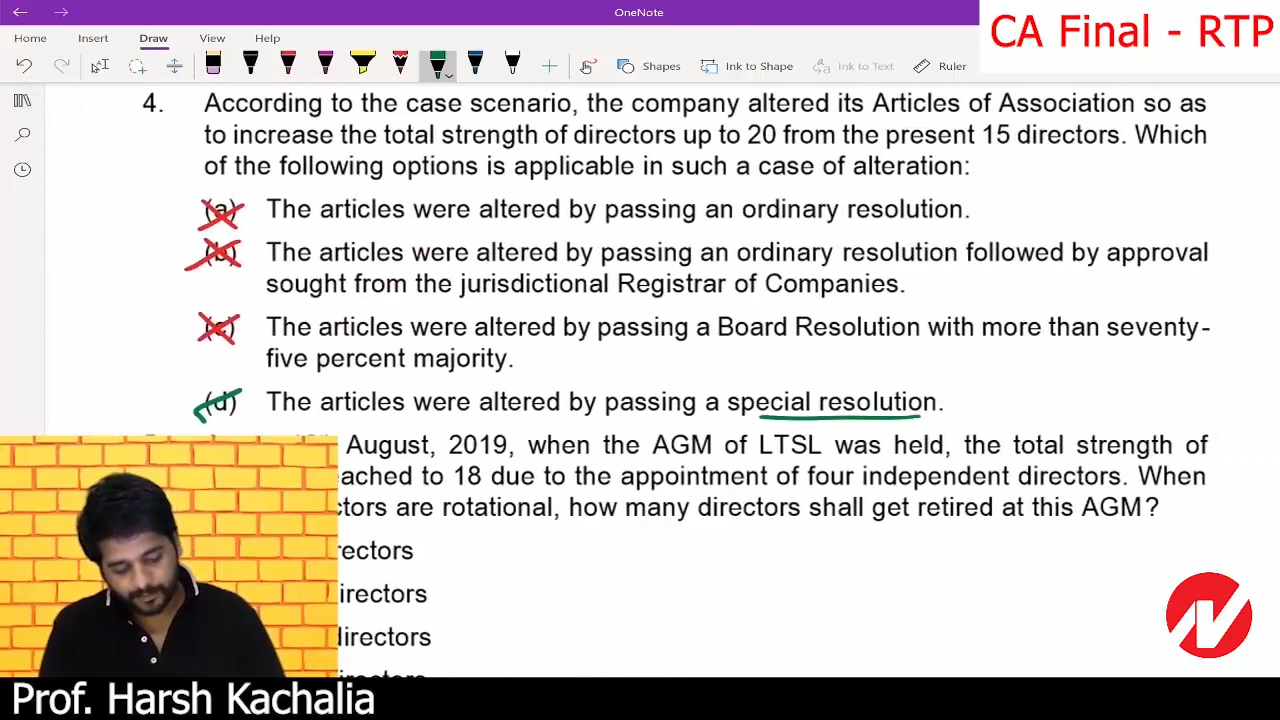 OneNote
CA Final - RTP
Home Insert Draw View Help
Shapes Ink to Shape Ink to Text Ruler
4. According to the case scenario, the company altered its Articles of Association so as
to increase the total strength of directors up to 20 from the present 15 directors. Which
of the following options is applicable in such a case of alteration:
(a) The articles were altered by passing an ordinary resolution.
(b) The articles were altered by passing an ordinary resolution followed by approval
sought from the jurisdictional Registrar of Companies.
(c) The articles were altered by passing a Board Resolution with more than seventy-
five percent majority.
(d) The articles were altered by passing a special resolution.
August, 2019, when the AGM of LTSL was held, the total strength of
eached to 18 due to the appointment of four independent directors. When
ctors are rotational, how many directors shall get retired at this AGM?
rectors
irectors
directors
Prof. Harsh Kachalia